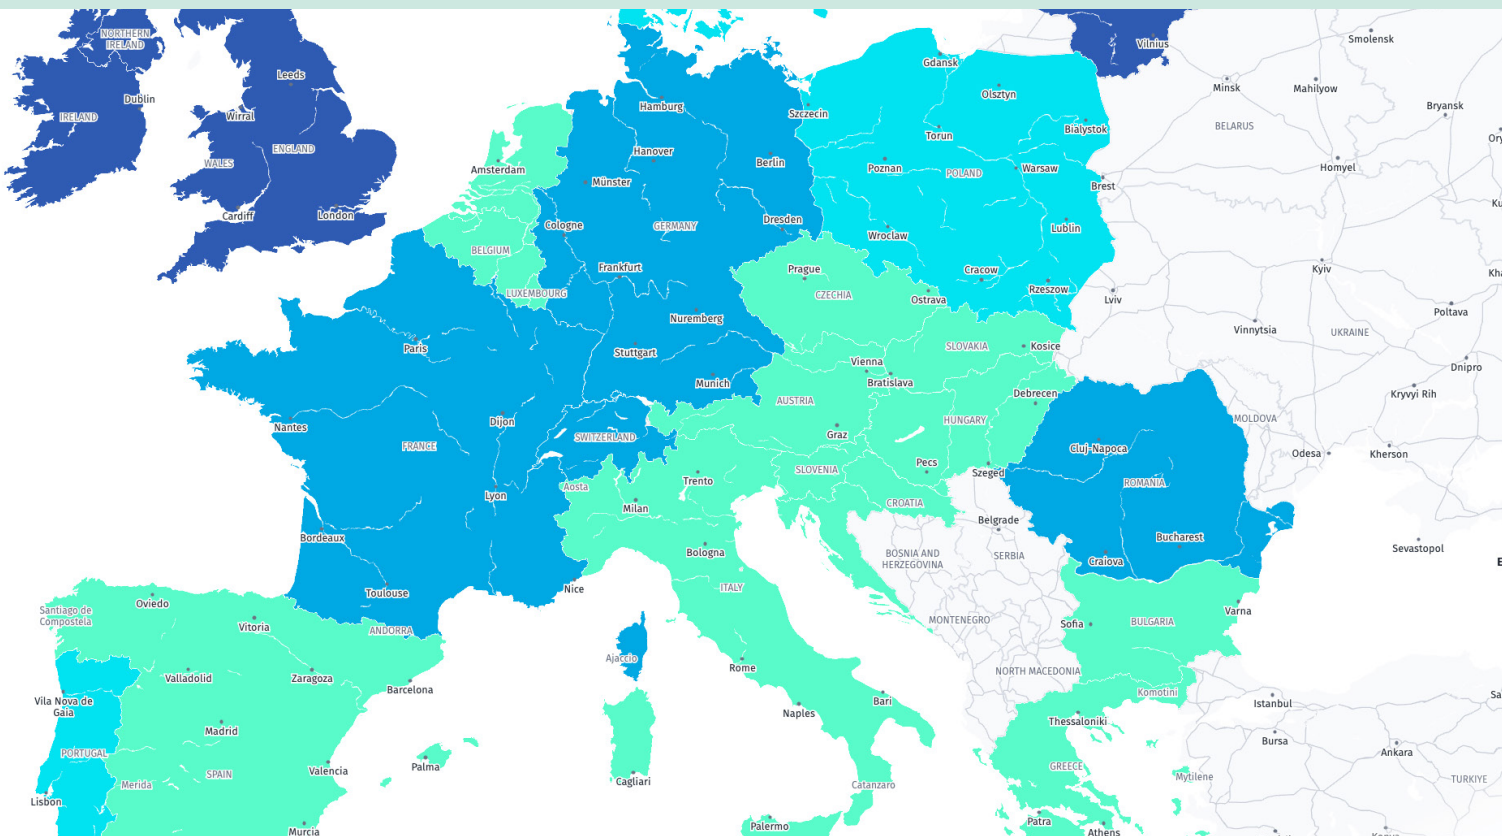 NORTHERN
IRELAND
Vilnius
Smolensk
Leeds
Gdansk
Dublin
Olsztyn
Minsk
Mahilyow
Hamburg
Szczecin
Bryansk
IRELAND
Wirral
Torun
Bialystok
BELARUS
Ory
WALES
ENGLAND
Hanover
Berlin
Amsterdam
Poznan
POLAND
Warsaw
Homyel
Münster
Brest
Ku
Cardiff
London
Cologne
GERMANY
Dresden
Wroclaw
Lublin
BELGIUM
Frankfurt
Prague
Cracow
Kyiv
Kha
LUXEMBOURG
CZECHIA
Ostrava
Rzeszow
Lviv
Nuremberg
Poltava
Vinnytsia
UKRAINE
Paris
Stuttgart
SLOVAKIA
Kosice
Vienna
Dnipro
Munich
Bratislava
Debrecen
Kryvyi Rih
AUSTRIA
Nantes
Dijon
HUNGARY
MOLDOVA
FRANCE
SWITZERLAND
Graz
Cluj-Napoca
Odesa
Kherson
Pecs
Szeged
SLOVENIA
Trento
ROMANIA
Aosta
Lyon
CROATIA
Milan
Belgrade
Bordeaux
Bucharest
Sevastopol
Bologna
BOSNIA AND
HERZEGOVINA
SERBIA
Craiova
E
Toulouse
Nice
ITALY
Oviedo
Santiago de
Compostela
Varna
MONTENEGRO
Sofia
BULGARIA
Vitoria
ANDORRA
Ajaccio
Rome
NORTH MACEDONIA
Valladolid
Zaragoza
Barcelona
Komotini
Sa
Vila Nova de
Gaia
Bari
Istanbul
Naples
Thessaloniki
Madrid
Bursa
PORTUGAL
Ankara
SPAIN
Valencia
Palma
GREECE
Mytilene
TURKIYE
Merida
Cagliari
Catanzaro
Lisbon
Patra
Murcia
Palermo
Athens